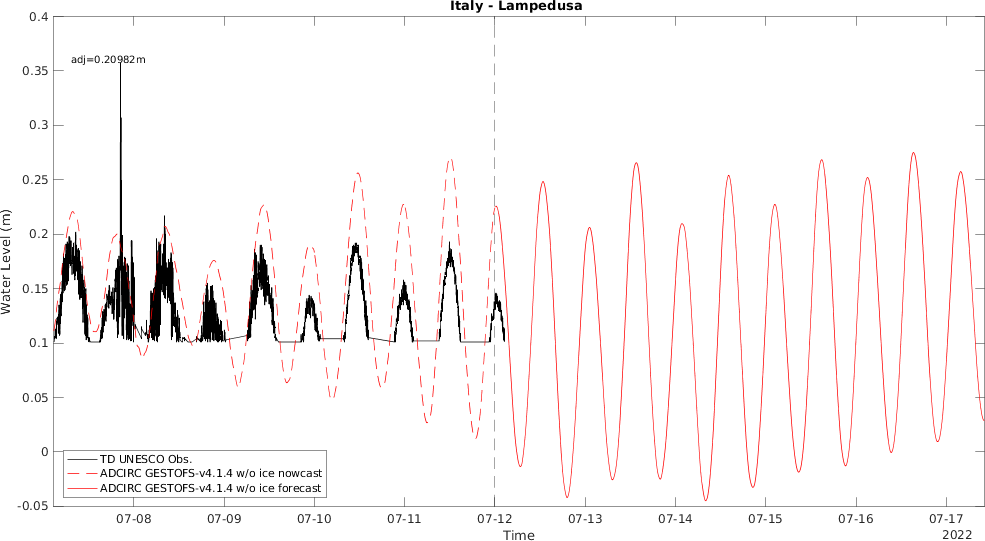 Italy - Lampedusa
0.4
0.35
0.3
0.25
0.2
0.15
0.1
0.05
0
-0.05
Water Level (m)
adj=0.20982m
TD UNESCO Obs.
ADCIRC GESTOFS-v4.1.4 w/o ice nowcast
ADCIRC GESTOFS-v4.1.4 w/o ice forecast
07-08 07-09 07-10 07-11 07-12 07-13 07-14 07-15 07-16 07-17
Time
2022